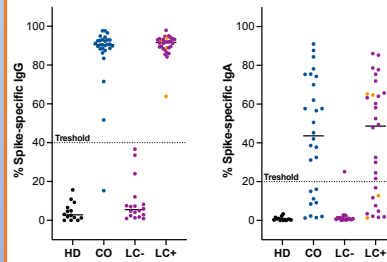 % Spike-specific IgG
100
80
60
40
20
0
Treshold
HD CO LC- LC+
% Spike-specific IgA
100
80
60
40
20
0
Treshold
HD CO LC- LC+